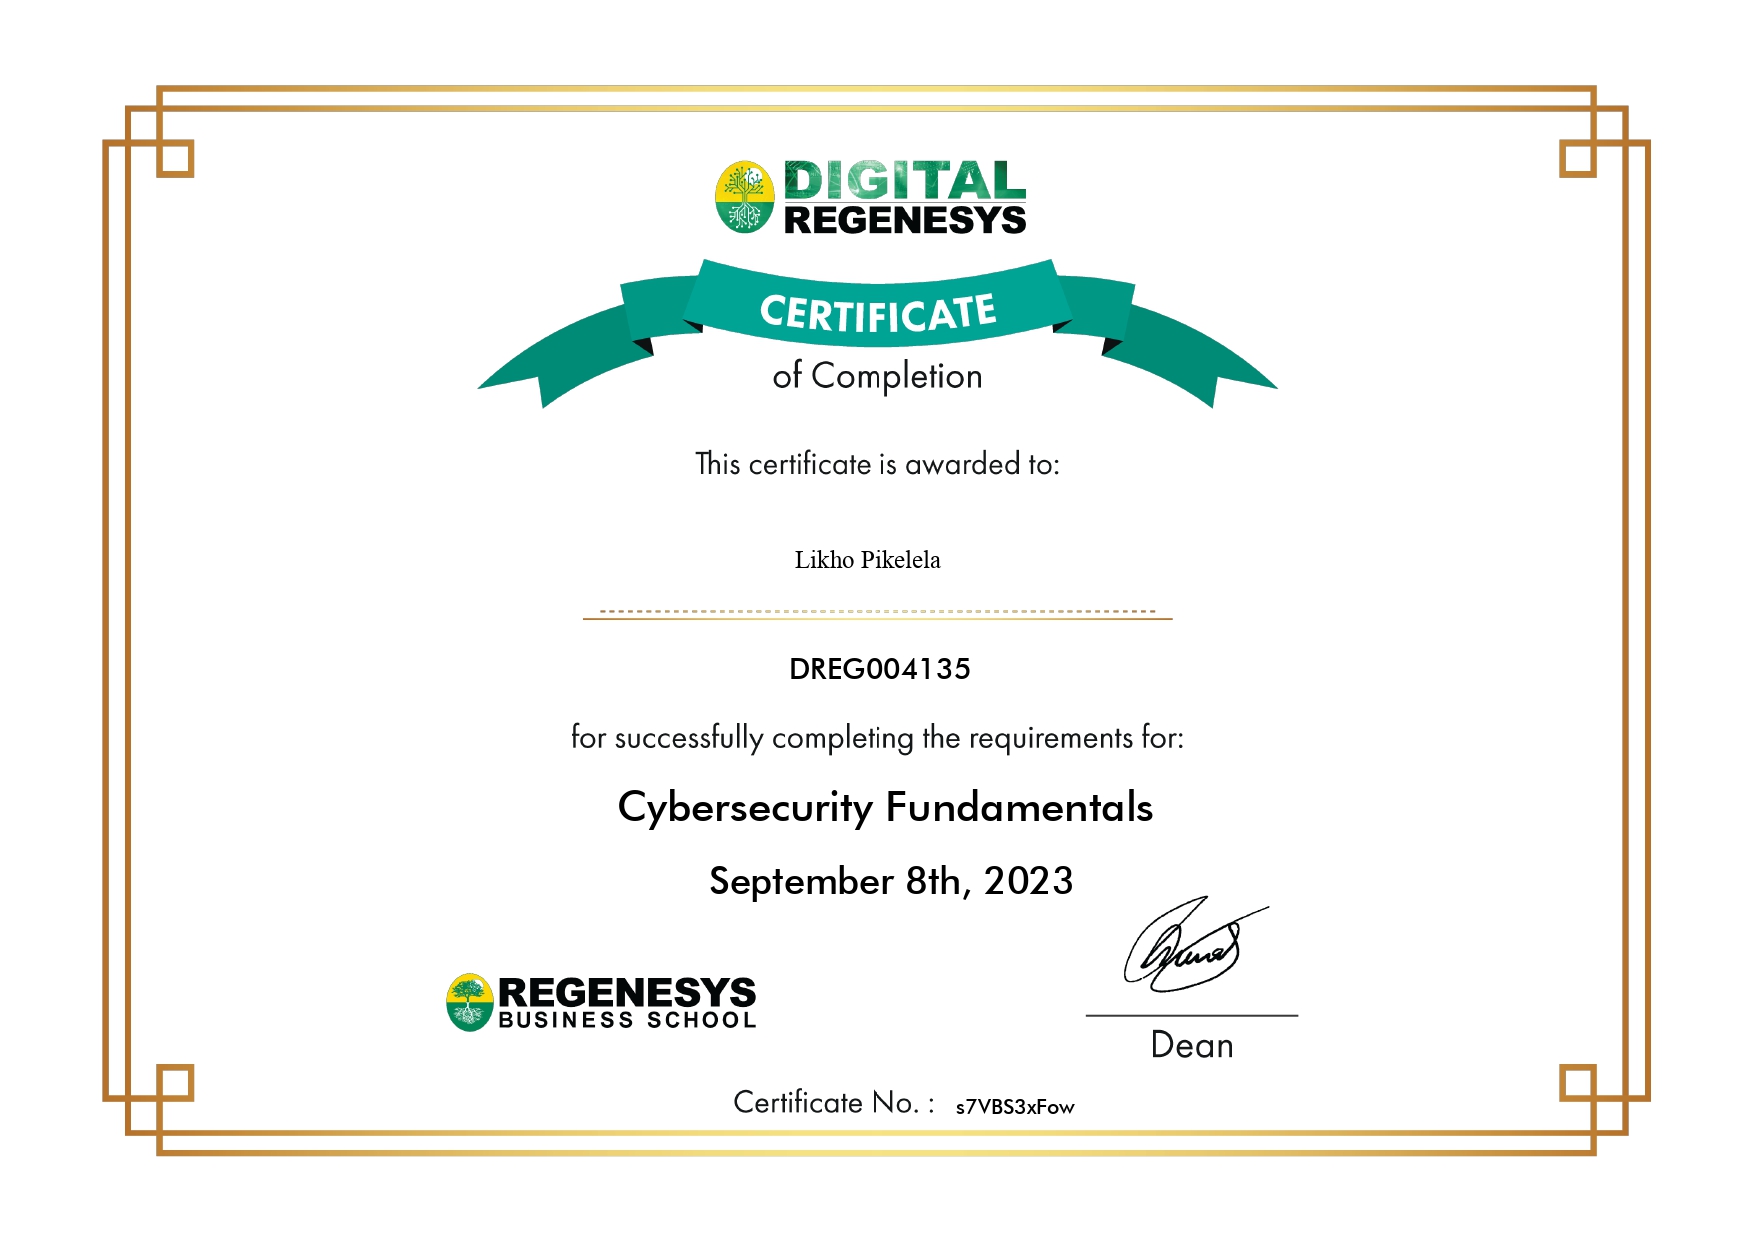 DIGITAL
REGENESYS
CERTIFICATE
of Completion
This certificate is awarded to:
Likho Pikelela
DREG004135
for successfully completing the requirements for:
Cybersecurity Fundamentals
September 8th, 2023
REGENESYS
BUSINESS SCHOOL
Dean
Certificate No. : s7VBS3xFow